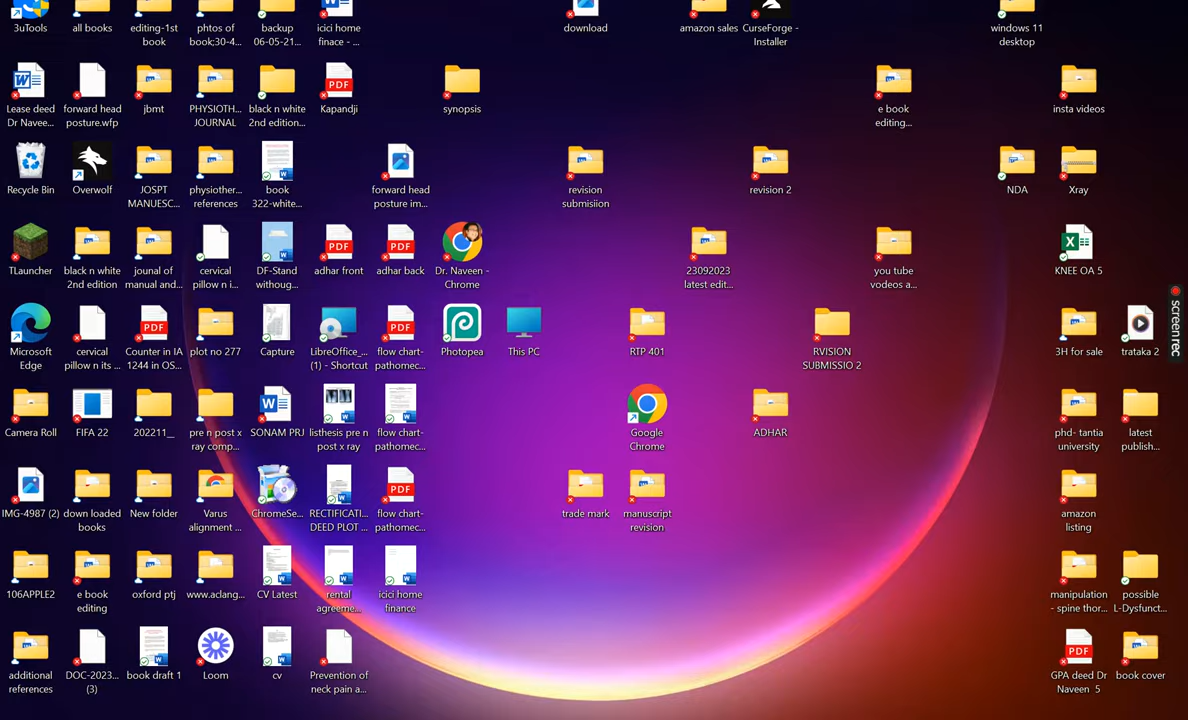 3uTools
all books
editing-1st
book
phtos of
book;30-4...
backup
06-05-21...
icici home
finace - ...
download
amazon sales
CurseForge -
Installer
windows 11
desktop
Lease deed
Dr Navee...
forward head
posture.wfp
jbmt
PHYSIOTH...
JOURNAL
black n white
2nd edition...
PDF
Kapandji
synopsis
e book
editing...
insta videos
Recycle Bin
Overwolf
JOSPT
MANUESC...
physiother...
references
book
322-white...
forward head
posture im...
revision
submisiion
revision 2
NDA
Xray
TLauncher
black n white
2nd edition
jounal of
manual and...
cervical
pillow n i...
DF-Stand
withoug...
PDF
adhar front
PDF
adhar back
Dr. Naveen -
Chrome
23092023
latest edit...
you tube
vodeos a...
KNEE OA 5
Microsoft
Edge
cervical
pillow n its ...
PDF
Counter in IA
1244 in OS...
plot no 277
Capture
LibreOffice_...
(1) - Shortcut
PDF
flow chart-
pathomec...
Photopea
This PC
RTP 401
RVISION
SUBMISSIO 2
3H for sale
trataka 2
screenrec
Camera Roll
FIFA 22
202211__
pre n post x
ray comp...
SONAM PRJ
listhesis pre n
post x ray
flow chart-
pathomec...
Google
Chrome
ADHAR
phd- tantia
university
latest
publish...
IMG-4987 (2)
down loaded
books
New folder
Varus
alignment ...
ChromeSe...
RECTIFICATI...
DEED PLOT ...
PDF
flow chart-
pathomec...
trade mark
manuscript
revision
amazon
listing
106APPLE2
e book
editing
oxford ptj
www.aclang...
CV Latest
rental
agreeme...
icici home
finance
manipulation
- spine thor...
possible
L-Dysfunct...
additional
references
DOC-2023...
(3)
book draft 1
Loom
cv
Prevention of
neck pain a...
PDF
GPA deed Dr
Naveen  5
book cover